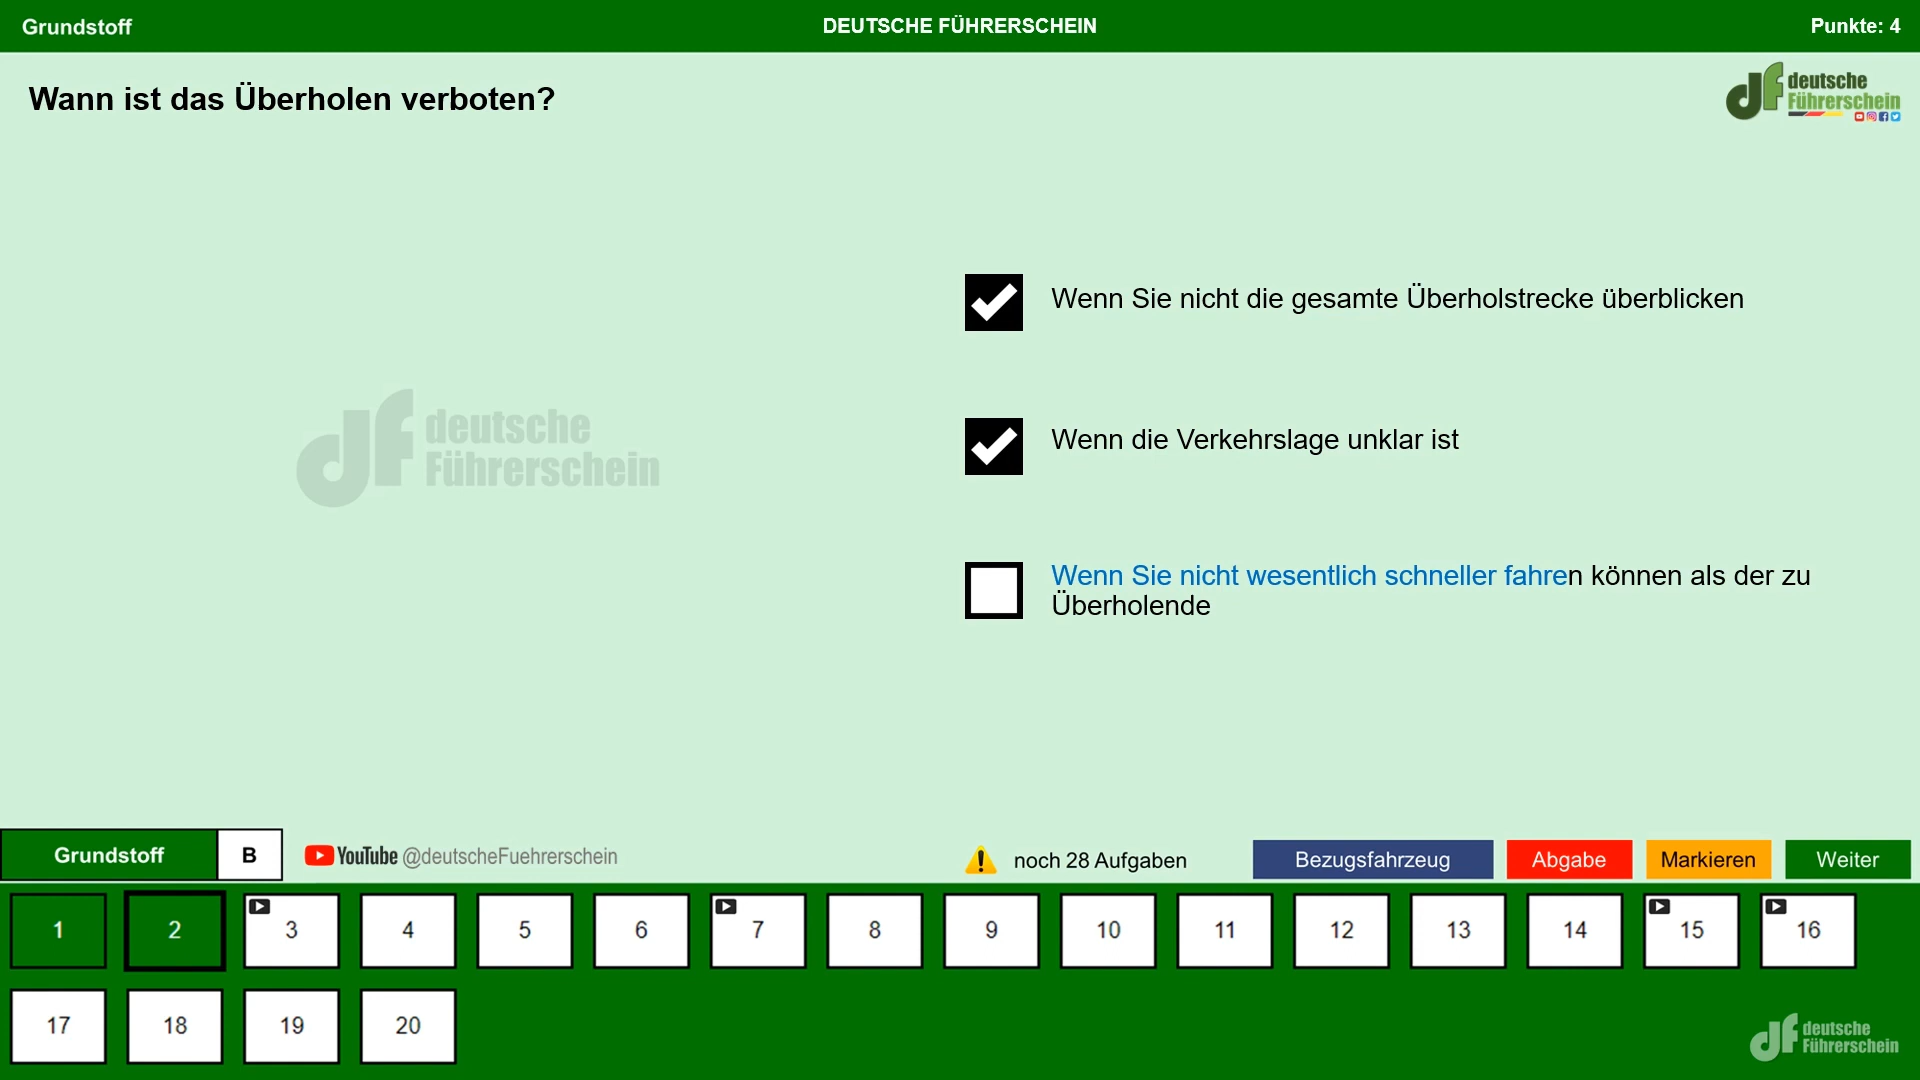 Grundstoff
DEUTSCHE FÜHRERSCHEIN
Punkte: 4
Wann ist das Überholen verboten?
deutsche
Führerschein
Wenn Sie nicht die gesamte Überholstrecke überblicken
deutsche
Führerschein
Wenn die Verkehrslage unklar ist
Wenn Sie nicht wesentlich schneller fahren können als der zu
Überholende
Grundstoff
B
YouTube @deutscheFuehrerschein
noch 28 Aufgaben
Bezugsfahrzeug
Abgabe
Markieren
Weiter
1 2 3 4 5 6 7 8 9 10 11 12 13 14 15 16
17 18 19 20
deutsche
Führerschein